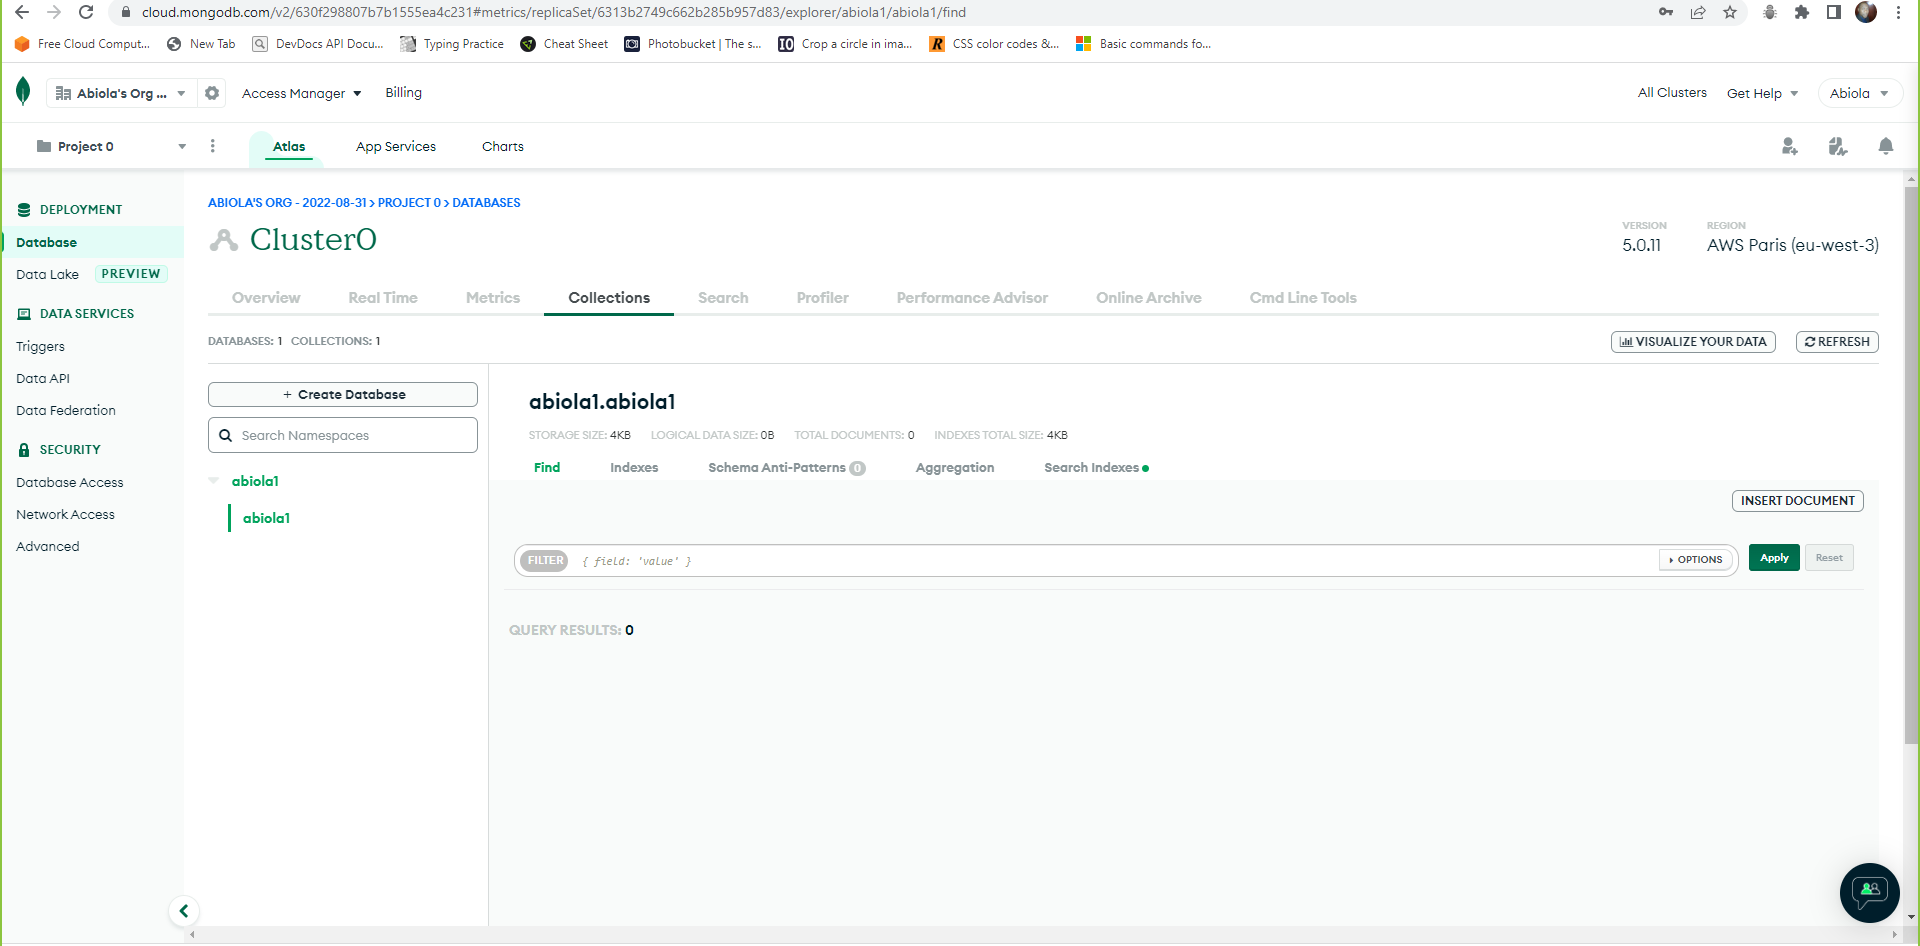 cloud.mongodb.com/v2/630f298807b7b1555ea4c231#metrics/replicaSet/6313b2749c662b285b957d83/explorer/abiola1/abiola1/find
Free Cloud Comput... New Tab DevDocs API Docu... Typing Practice Cheat Sheet Photobucket | The s... IO Crop a circle in ima... R CSS color codes &... Basic commands fo...
Abiola's Org ... Access Manager Billing All Clusters Get Help Abiola
Project 0 Atlas App Services Charts
DEPLOYMENT
Database
Data Lake PREVIEW
DATA SERVICES
Triggers
Data API
Data Federation
SECURITY
Database Access
Network Access
Advanced
ABIOLA'S ORG - 2022-08-31 > PROJECT 0 > DATABASES
Cluster0
VERSION
5.0.11
REGION
AWS Paris (eu-west-3)
Overview Real Time Metrics Collections Search Profiler Performance Advisor Online Archive Cmd Line Tools
DATABASES: 1 COLLECTIONS: 1
VISUALIZE YOUR DATA REFRESH
+ Create Database
Search Namespaces
abiola1
abiola1
abiola1.abiola1
STORAGE SIZE: 4KB LOGICAL DATA SIZE: 0B TOTAL DOCUMENTS: 0 INDEXES TOTAL SIZE: 4KB
Find Indexes Schema Anti-Patterns 0 Aggregation Search Indexes
INSERT DOCUMENT
FILTER { field: 'value' } OPTIONS Apply Reset
QUERY RESULTS: 0